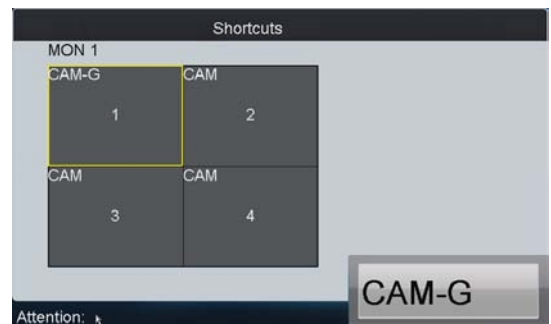 Shortcuts
MON 1
CAM-G
CAM
1
2
CAM
CAM
3
4
CAM-G
Attention: